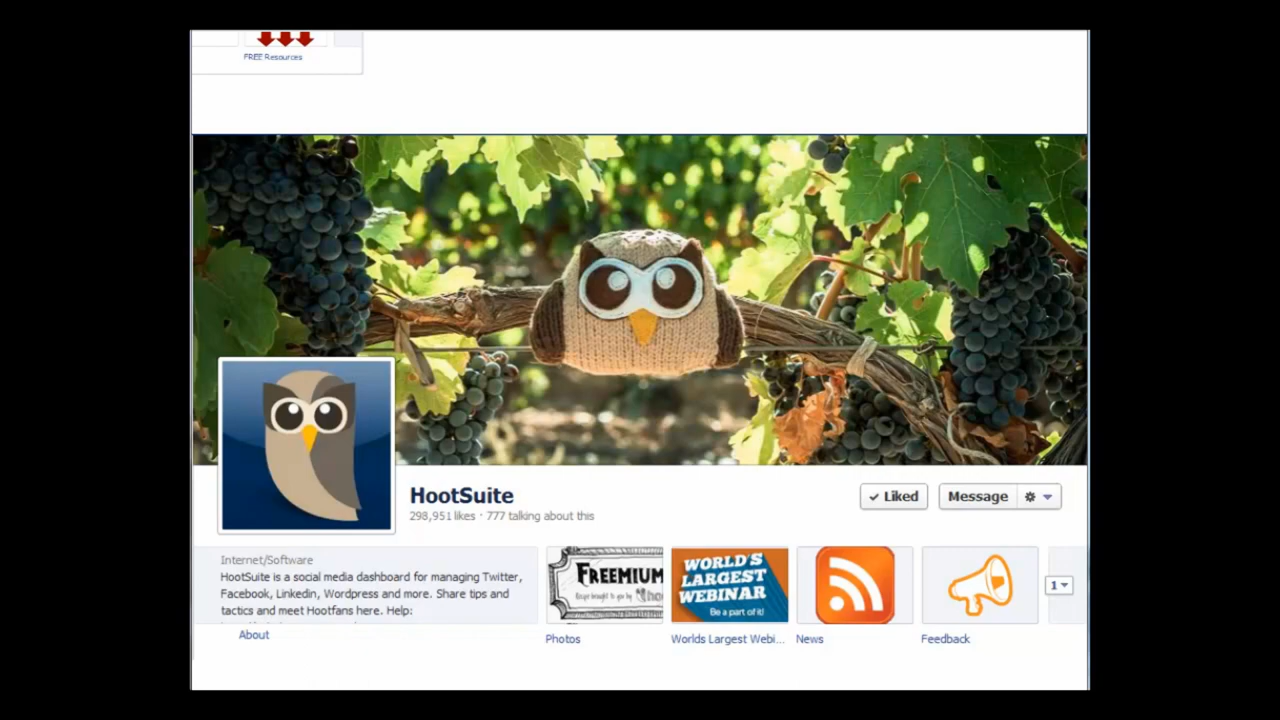 FREE Resources
HootSuite
298,951 likes · 777 talking about this
Liked
Message
Internet/Software
HootSuite is a social media dashboard for managing Twitter,
Facebook, Linkedin, Wordpress and more. Share tips and
tactics and meet Hootfans here. Help:
About
FREEMIUM
WORLD'S
LARGEST
WEBINAR
Be a part of it!
1
Photos
Worlds Largest Webi...
News
Feedback